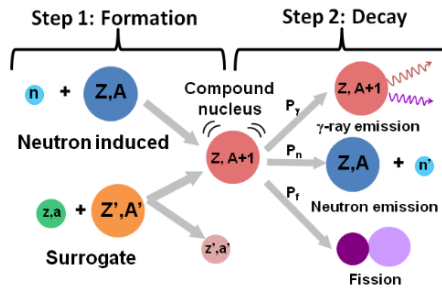 Step 1: Formation
Step 2: Decay
n + Z,A
Neutron induced
z,a + Z',A'
Surrogate
Compound
nucleus
Z, A+1
z',a'
Pγ
Z, A+1
γ-ray emission
Pn
Z,A + n'
Neutron emission
Pf
Fission